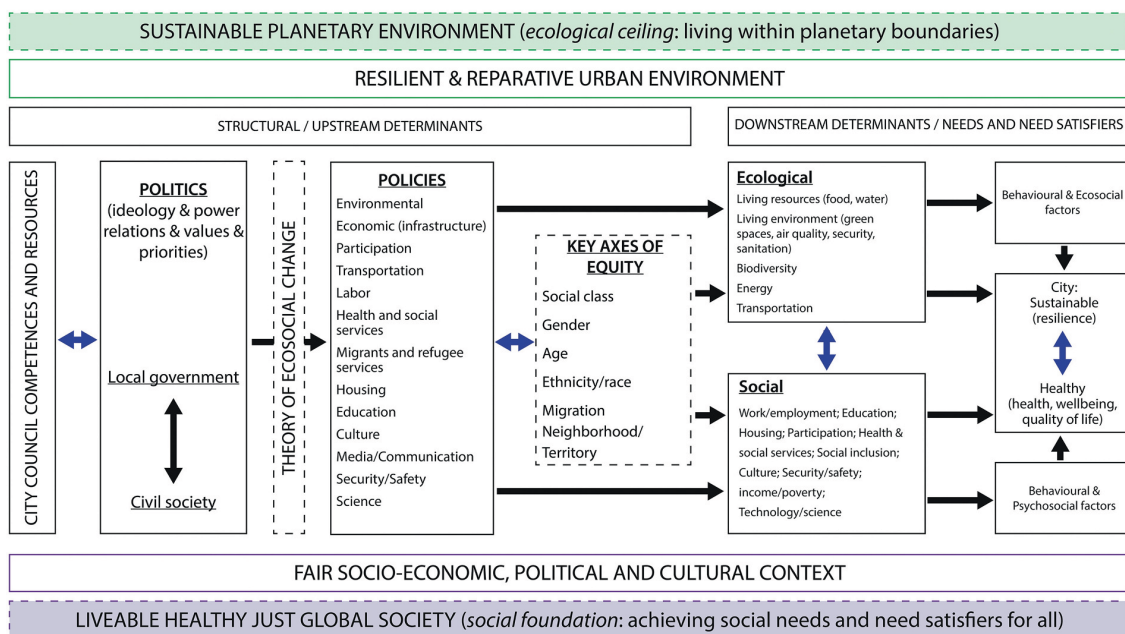 SUSTAINABLE PLANETARY ENVIRONMENT (ecological ceiling: living within planetary boundaries)
RESILIENT & REPARATIVE URBAN ENVIRONMENT
STRUCTURAL / UPSTREAM DETERMINANTS
DOWNSTREAM DETERMINANTS / NEEDS AND NEED SATISFIERS
CITY COUNCIL COMPETENCES AND RESOURCES
POLITICS
(ideology & power
relations & values &
priorities)
Local government
Civil society
THEORY OF ECOSOCIAL CHANGE
POLICIES
Environmental
Economic (infrastructure)
Participation
Transportation
Labor
Health and social
services
Migrants and refugee
services
Housing
Education
Culture
Media/Communication
Security/Safety
Science
KEY AXES OF
EQUITY
Social class
Gender
Age
Ethnicity/race
Migration
Neighborhood/
Territory
Ecological
Living resources (food, water)
Living environment (green
spaces, air quality, security,
sanitation)
Biodiversity
Energy
Transportation
Social
Work/employment; Education;
Housing; Participation; Health &
social services; Social inclusion;
Culture; Security/safety;
income/poverty;
Technology/science
Behavioural & Ecosocial
factors
City:
Sustainable
(resilience)
Healthy
(health, wellbeing,
quality of life)
Behavioural &
Psychosocial factors
FAIR SOCIO-ECONOMIC, POLITICAL AND CULTURAL CONTEXT
LIVEABLE HEALTHY JUST GLOBAL SOCIETY (social foundation: achieving social needs and need satisfiers for all)